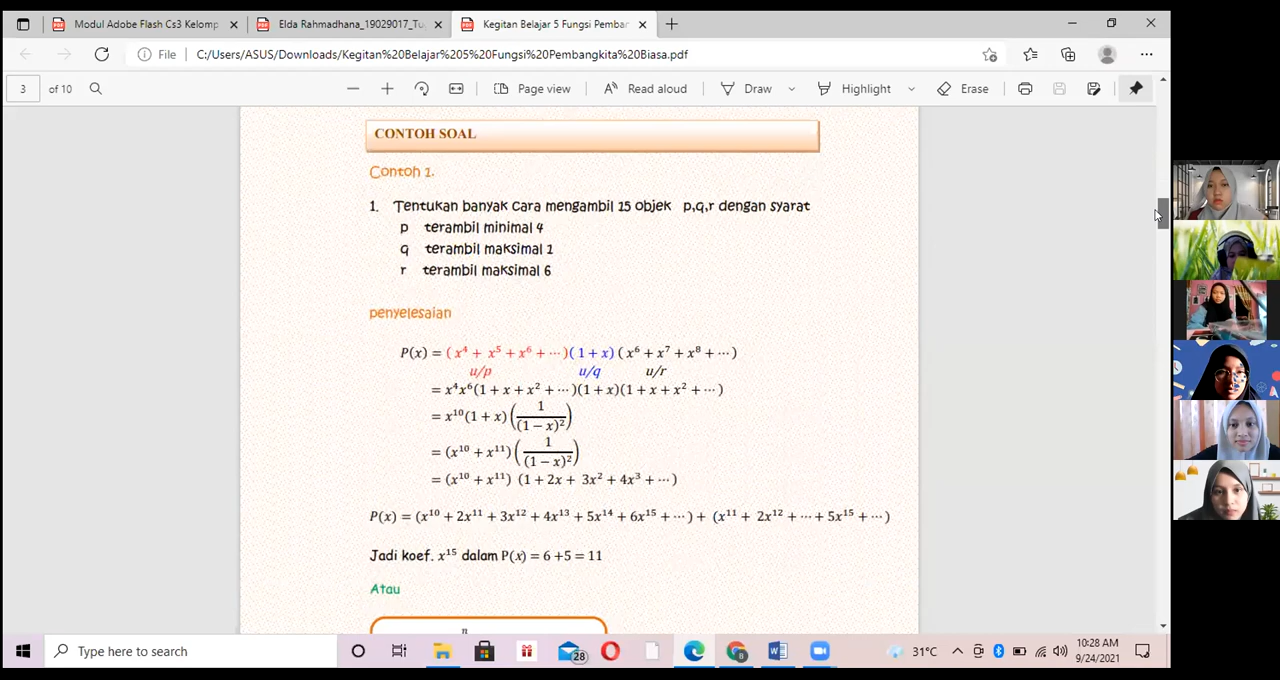 Modul Adobe Flash Cs3 Kelomp
Elda Rahmadhana_19029017_Tu
Kegitan Belajar 5 Fungsi Pemba
File C:/Users/ASUS/Downloads/Kegitan%20Belajar%205%20Fungsi%20Pembangkita%20Biasa.pdf
3 of 10 Page view Read aloud Draw Highlight Erase
CONTOH SOAL
Contoh 1.
1. Tentukan banyak cara mengambil 15 objek p,q,r dengan syarat
p terambil minimal 4
q terambil maksimal 1
r terambil maksimal 6
penyelesaian
P(x) = (x⁴ + x⁵ + x⁶ + ⋯)(1 + x)(x⁶ + x⁷ + x⁸ + ⋯)
u/p u/q u/r
= x⁴x⁶(1 + x + x² + ⋯)(1 + x)(1 + x + x² + ⋯)
= x¹⁰(1 + x)(1/(1 − x)²)
= (x¹⁰ + x¹¹)(1/(1 − x)²)
= (x¹⁰ + x¹¹) (1 + 2x + 3x² + 4x³ + ⋯)
P(x) = (x¹⁰ + 2x¹¹ + 3x¹² + 4x¹³ + 5x¹⁴ + 6x¹⁵ + ⋯) + (x¹¹ + 2x¹² + ⋯ + 5x¹⁵ + ⋯)
Jadi koef. x¹⁵ dalam P(x) = 6 +5 = 11
Atau
n
Type here to search
28
31°C
10:28 AM
9/24/2021